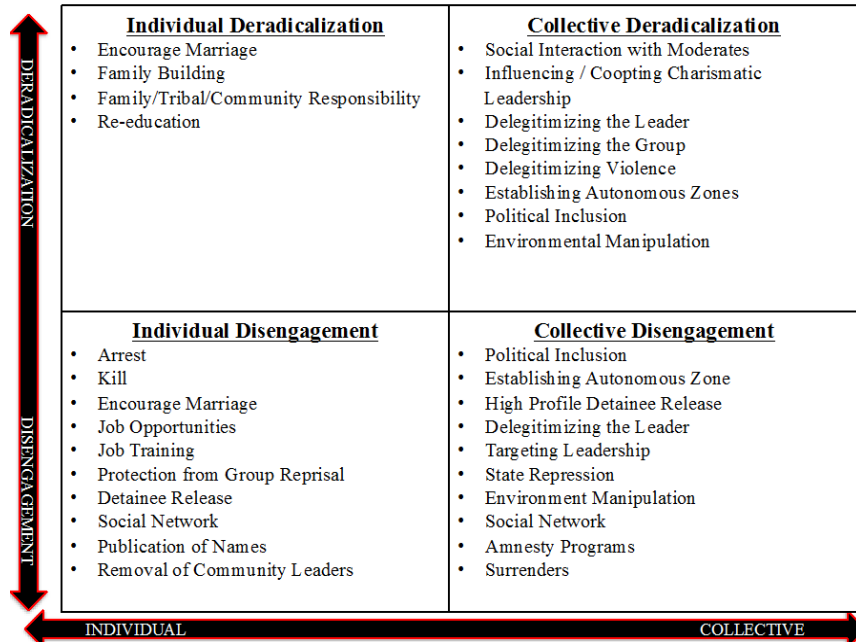 DERADICALIZATION
Individual Deradicalization
• Encourage Marriage
• Family Building
• Family/Tribal/Community Responsibility
• Re-education
Collective Deradicalization
• Social Interaction with Moderates
• Influencing / Coopting Charismatic
Leadership
• Delegitimizing the Leader
• Delegitimizing the Group
• Delegitimizing Violence
• Establishing Autonomous Zones
• Political Inclusion
• Environmental Manipulation
DISENGAGEMENT
Individual Disengagement
• Arrest
• Kill
• Encourage Marriage
• Job Opportunities
• Job Training
• Protection from Group Reprisal
• Detainee Release
• Social Network
• Publication of Names
• Removal of Community Leaders
Collective Disengagement
• Political Inclusion
• Establishing Autonomous Zone
• High Profile Detainee Release
• Delegitimizing the Leader
• Targeting Leadership
• State Repression
• Environment Manipulation
• Social Network
• Amnesty Programs
• Surrenders
INDIVIDUAL
COLLECTIVE